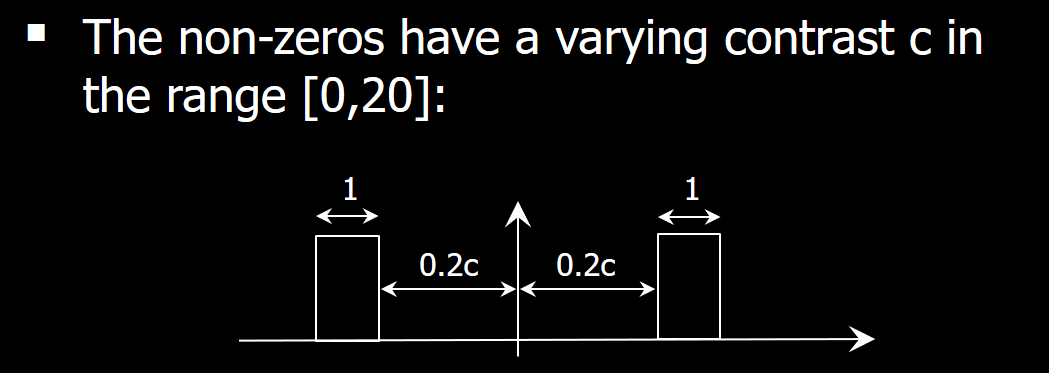 ▪ The non-zeros have a varying contrast c in
the range [0,20]:
1 1
0.2c 0.2c